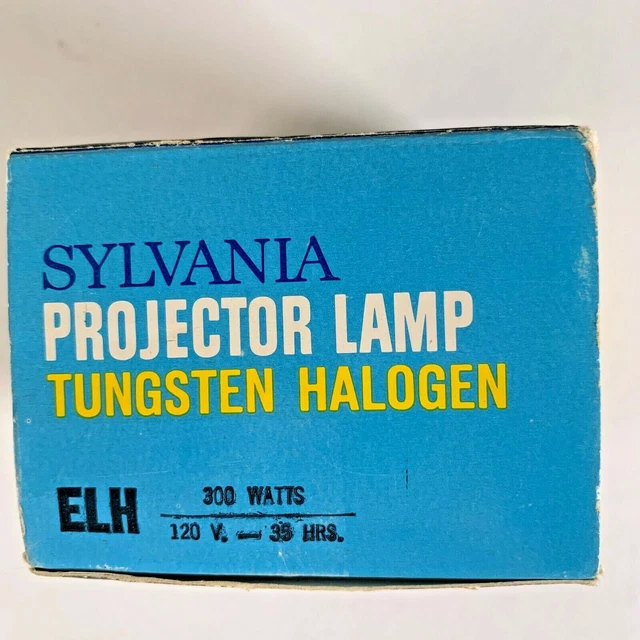 SYLVANIA
PROJECTOR LAMP
TUNGSTEN HALOGEN
ELH
300 WATTS
120 V. — 35 HRS.